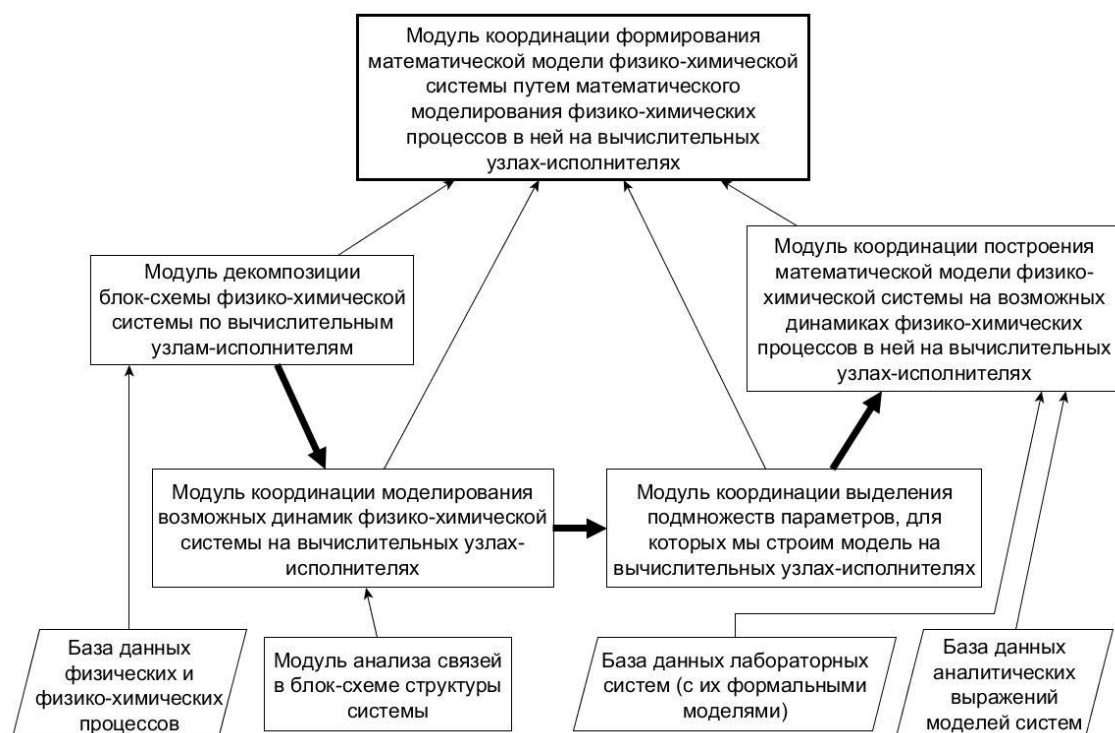 Модуль координации формирования
математической модели физико-химической
системы путем математического
моделирования физико-химических
процессов в ней на вычислительных
узлах-исполнителях
Модуль декомпозиции
блок-схемы физико-химической
системы по вычислительным
узлам-исполнителям
Модуль координации построения
математической модели физико-
химической системы на возможных
динамиках физико-химических
процессов в ней на вычислительных
узлах-исполнителях
Модуль координации моделирования
возможных динамик физико-химической
системы на вычислительных узлах-
исполнителях
Модуль координации выделения
подмножеств параметров, для
которых мы строим модель на
вычислительных узлах-исполнителях
База данных
физических и
физико-химических
процессов
Модуль анализа связей
в блок-схеме структуры
системы
База данных лабораторных
систем (с их формальными
моделями)
База данных
аналитических
выражений
моделей систем